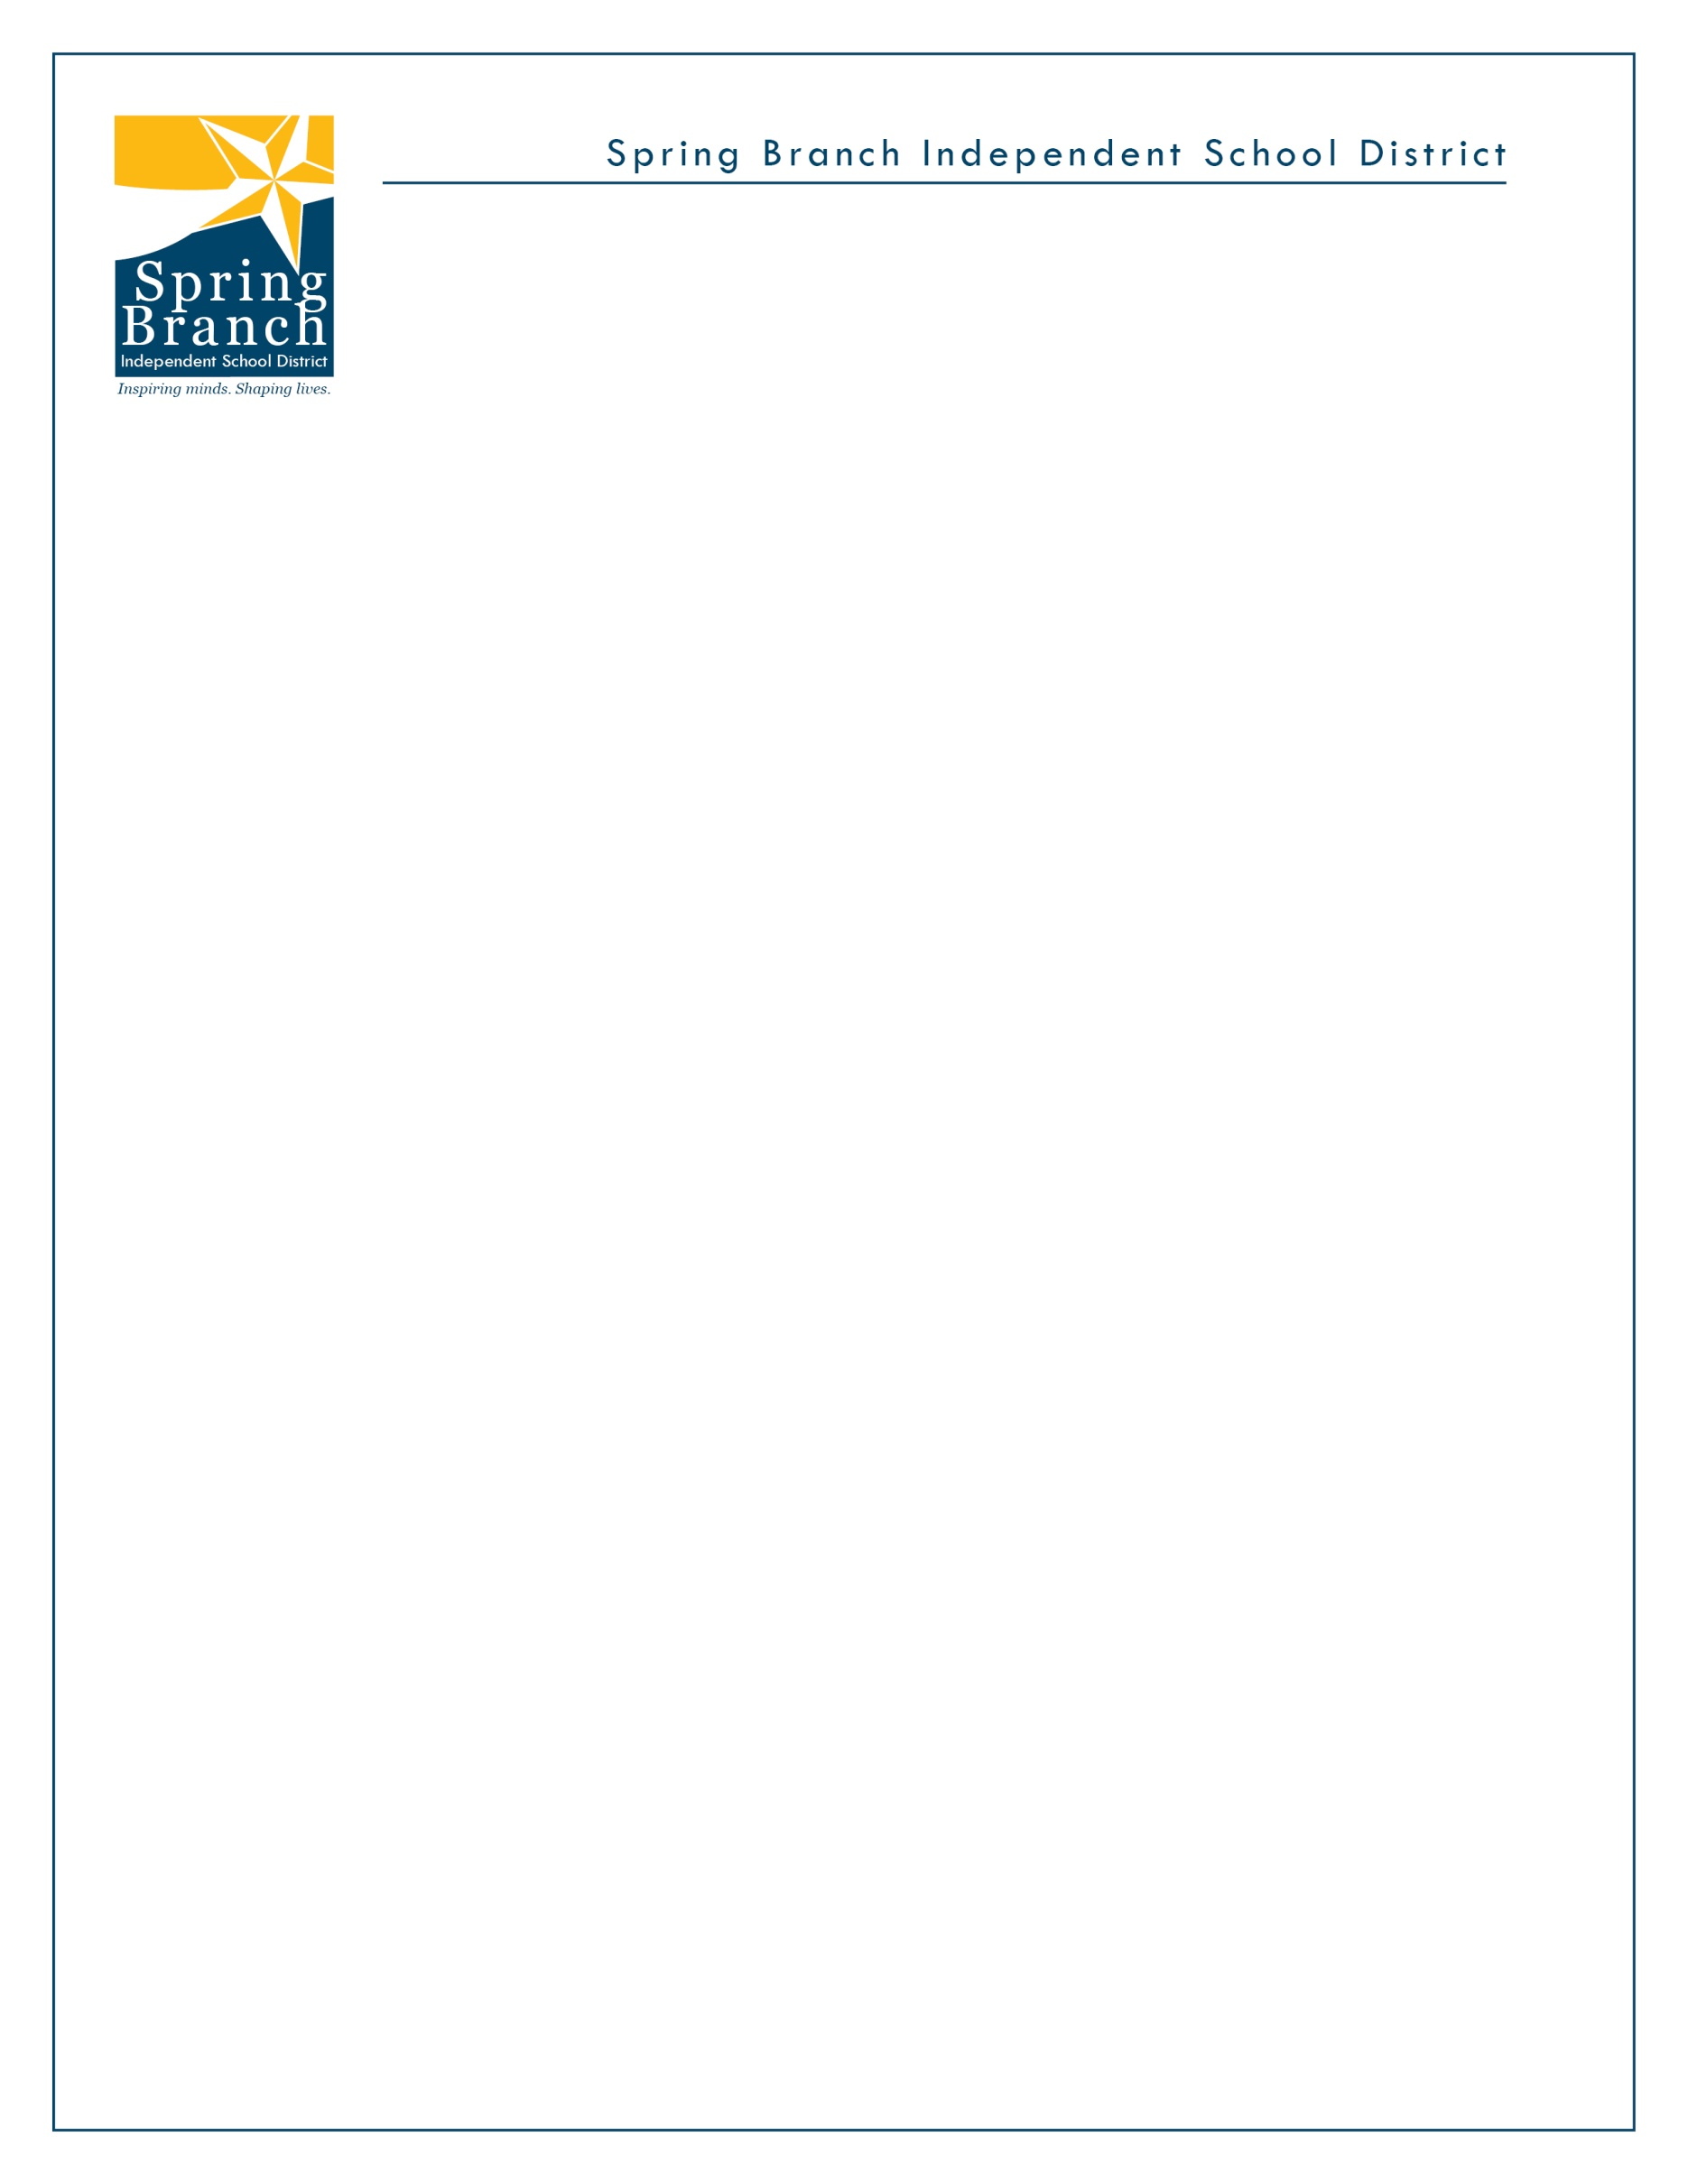 Spring Branch Independent School District
Spring
Branch
Independent School District
Inspiring minds. Shaping lives.